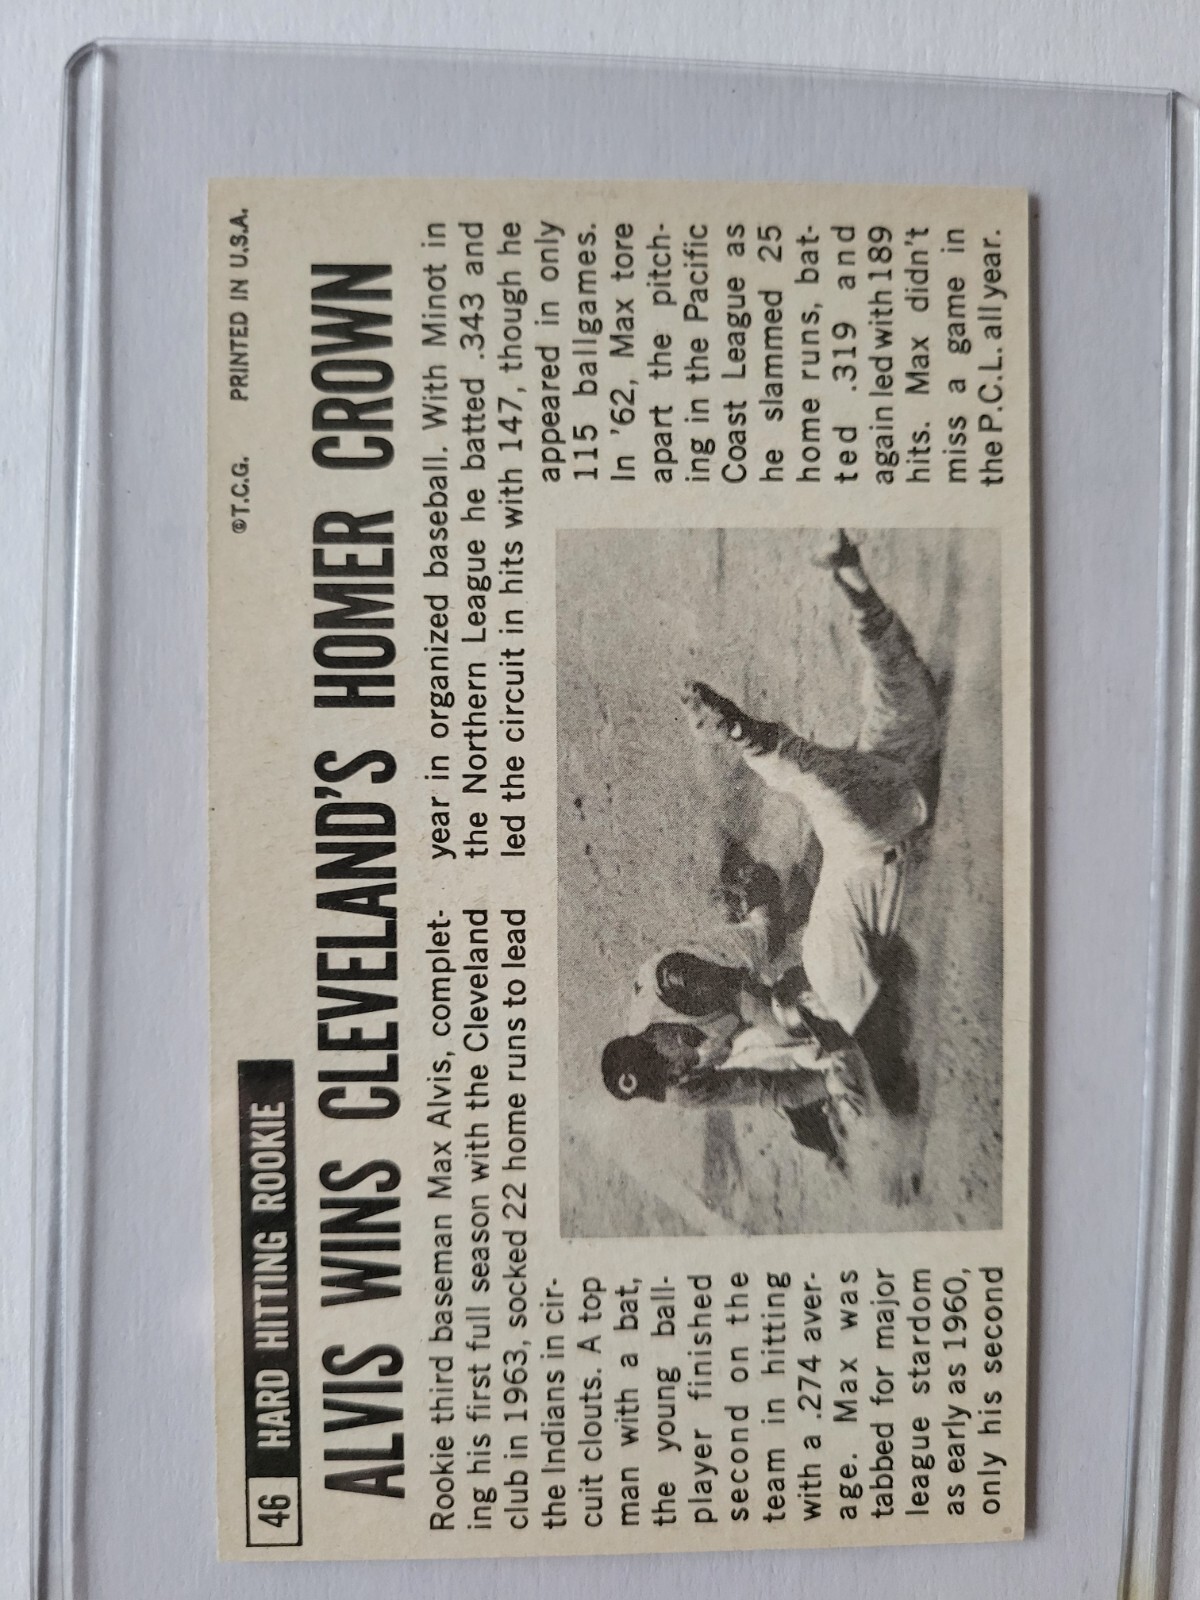 46 HARD HITTING ROOKIE
©T.C.G. PRINTED IN U.S.A.
ALVIS WINS CLEVELAND'S HOMER CROWN
Rookie third baseman Max Alvis, complet-
ing his first full season with the Cleveland
club in 1963, socked 22 home runs to lead
the Indians in cir-
cuit clouts. A top
man with a bat,
the young ball-
player finished
second on the
team in hitting
with a .274 aver-
age. Max was
tabbed for major
league stardom
as early as 1960,
only his second
year in organized baseball. With Minot in
the Northern League he batted .343 and
led the circuit in hits with 147, though he
appeared in only
115 ballgames.
In '62, Max tore
apart the pitch-
ing in the Pacific
Coast League as
he slammed 25
home runs, bat-
ted .319 and
again led with 189
hits. Max didn't
miss a game in
the P.C.L. all year.
C